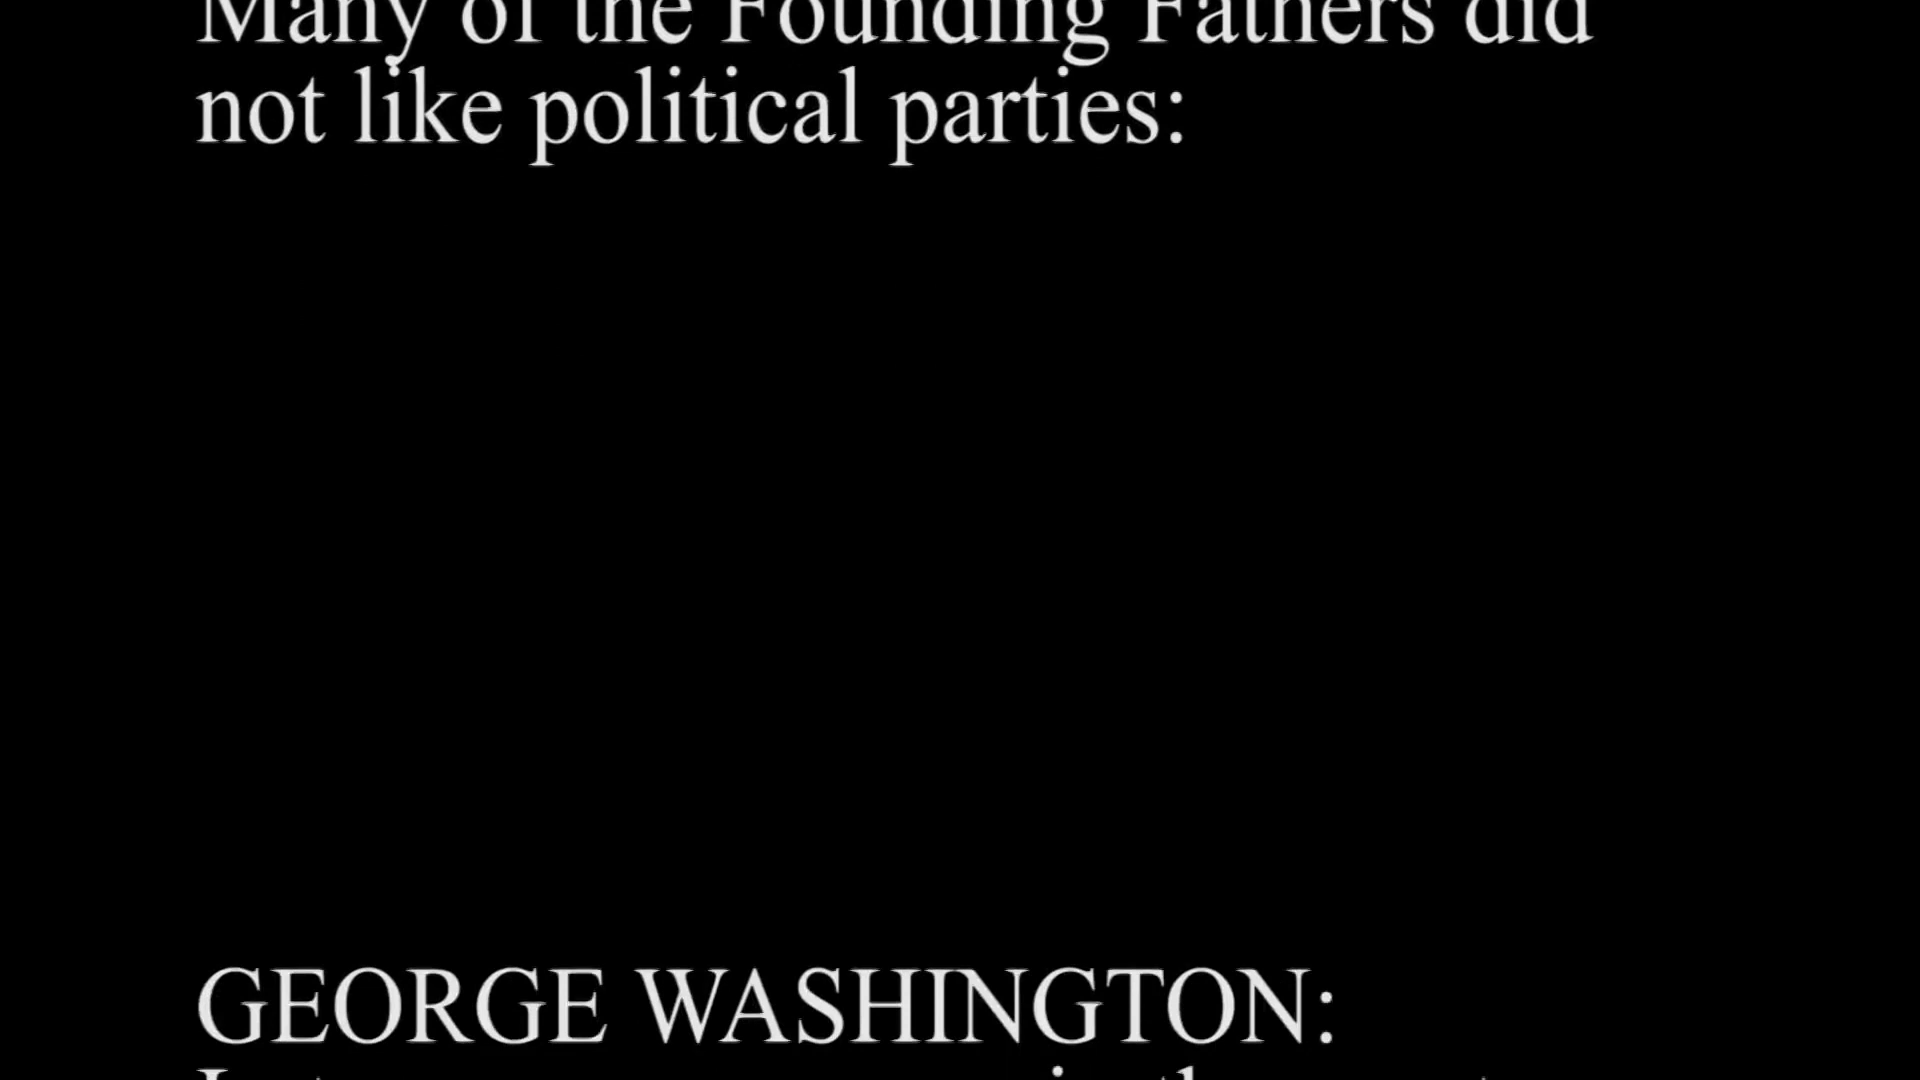 Many of the Founding Fathers did
not like political parties:
GEORGE WASHINGTON: